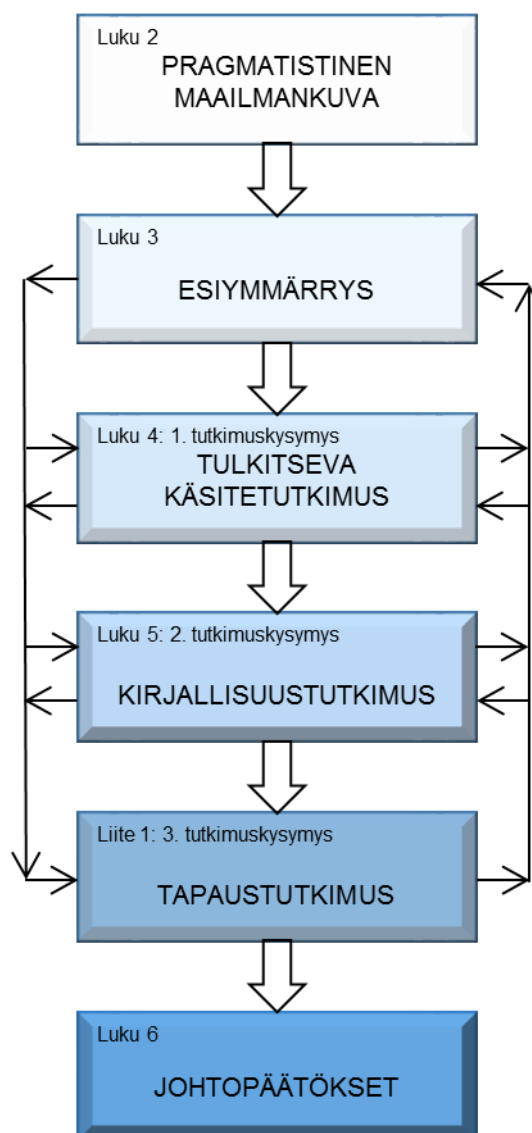 Luku 2
PRAGMATISTINEN
MAAILMANKUVA
Luku 3
ESIYMMÄRRYS
Luku 4: 1. tutkimuskysymys
TULKITSEVA
KÄSITETUTKIMUS
Luku 5: 2. tutkimuskysymys
KIRJALLISUUSTUTKIMUS
Liite 1: 3. tutkimuskysymys
TAPAUSTUTKIMUS
Luku 6
JOHTOPÄÄTÖKSET